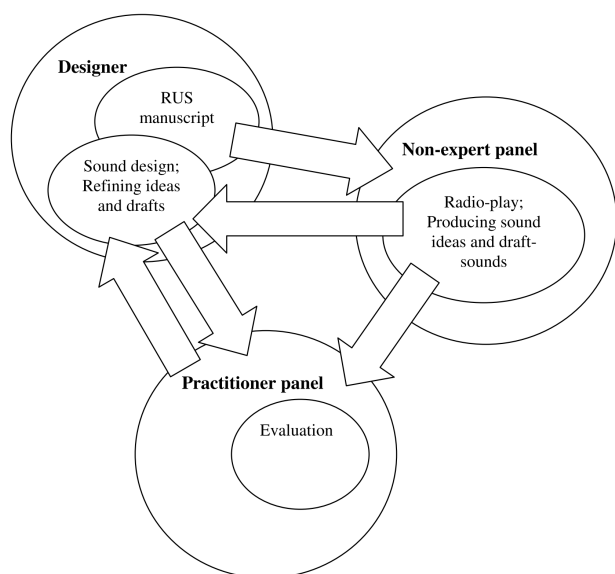 Designer
RUS
manuscript
Sound design;
Refining ideas
and drafts
Non-expert panel
Radio-play;
Producing sound
ideas and draft-
sounds
Practitioner panel
Evaluation